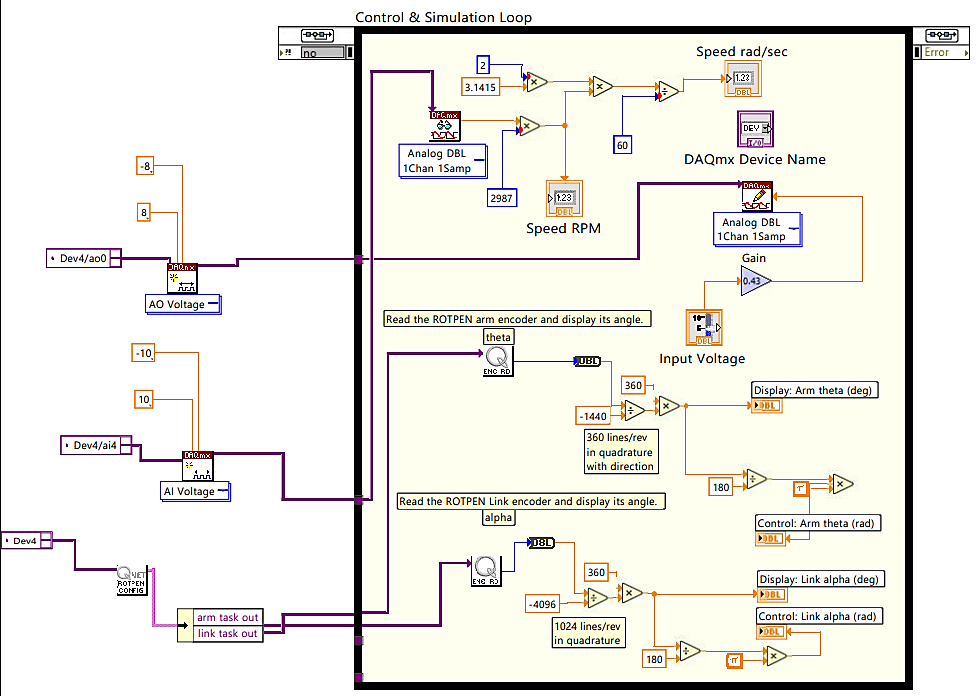 Control & Simulation Loop
no
Error
Speed rad/sec
2
3.1415
1.23
DBL
DAQmx
Analog DBL
1Chan 1Samp
60
DEV
I/O
DAQmx Device Name
2987
1.23
DBL
Speed RPM
-8
8
DAQmx
Analog DBL
1Chan 1Samp
Dev4/ao0
DAQmx
AO Voltage
Gain
0.43
DBL
Input Voltage
Read the ROTPEN arm encoder and display its angle.
theta
Q
ENC RD
DBL
-10
10
360
-1440
Display: Arm theta (deg)
DBL
360 lines/rev
in quadrature
with direction
Dev4/ai4
DAQmx
AI Voltage
180
π
Read the ROTPEN Link encoder and display its angle.
alpha
Control: Arm theta (rad)
DBL
Dev4
QNET
ROTPEN
CONFIG
Q
ENC RD
DBL
360
-4096
Display: Link alpha (deg)
DBL
1024 lines/rev
in quadrature
Control: Link alpha (rad)
DBL
arm task out
link task out
180
π